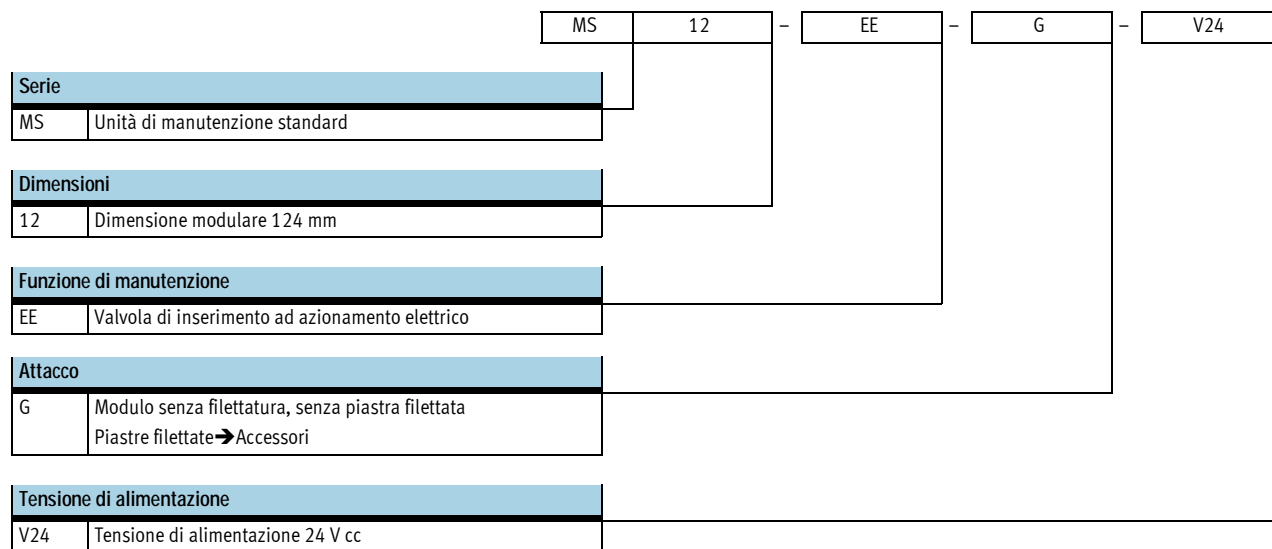 MS 12 – EE – G – V24
Serie
MS Unità di manutenzione standard
Dimensioni
12 Dimensione modulare 124 mm
Funzione di manutenzione
EE Valvola di inserimento ad azionamento elettrico
Attacco
G Modulo senza filettatura, senza piastra filettata
Piastre filettate➔Accessori
Tensione di alimentazione
V24 Tensione di alimentazione 24 V cc